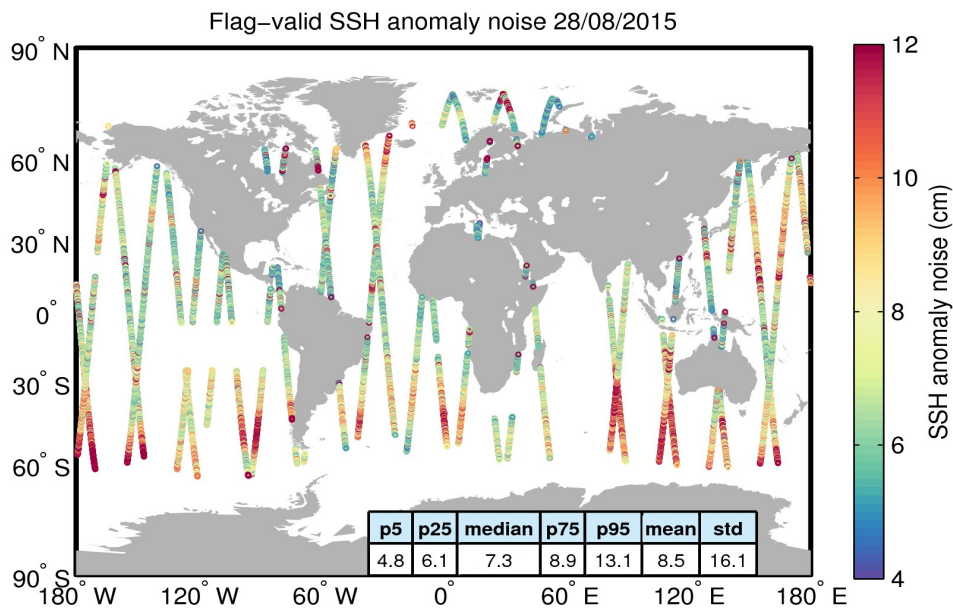 Flag−valid SSH anomaly noise 28/08/2015
90° N
60° N
30° N
0°
30° S
60° S
90° S
180° W 120° W 60° W 0° 60° E 120° E 180° E
p5 p25 median p75 p95 mean std
4.8 6.1 7.3 8.9 13.1 8.5 16.1
12
10
8
6
4
SSH anomaly noise (cm)